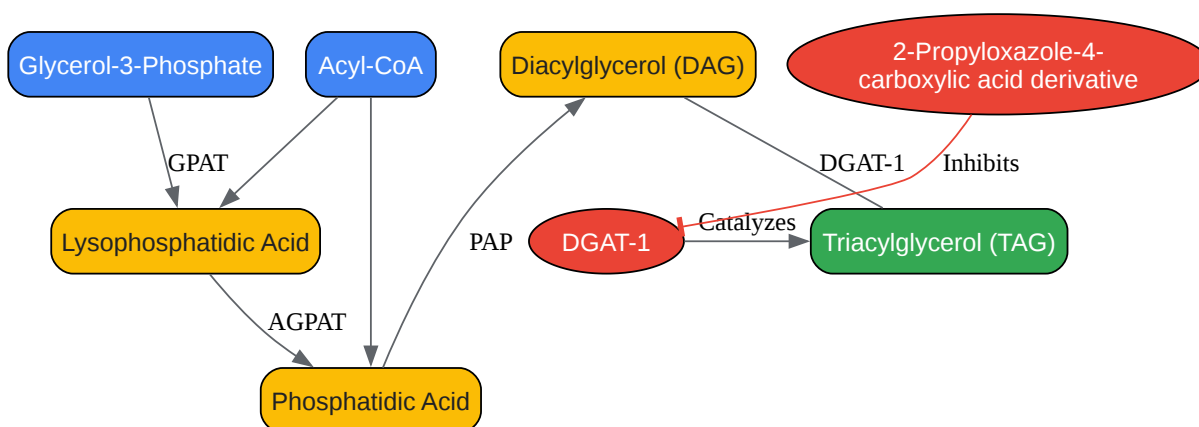 Glycerol-3-Phosphate
Acyl-CoA
Diacylglycerol (DAG)
2-Propyloxazole-4-
carboxylic acid derivative
GPAT
DGAT-1
Inhibits
Lysophosphatidic Acid
PAP
DGAT-1
Catalyzes
Triacylglycerol (TAG)
AGPAT
Phosphatidic Acid